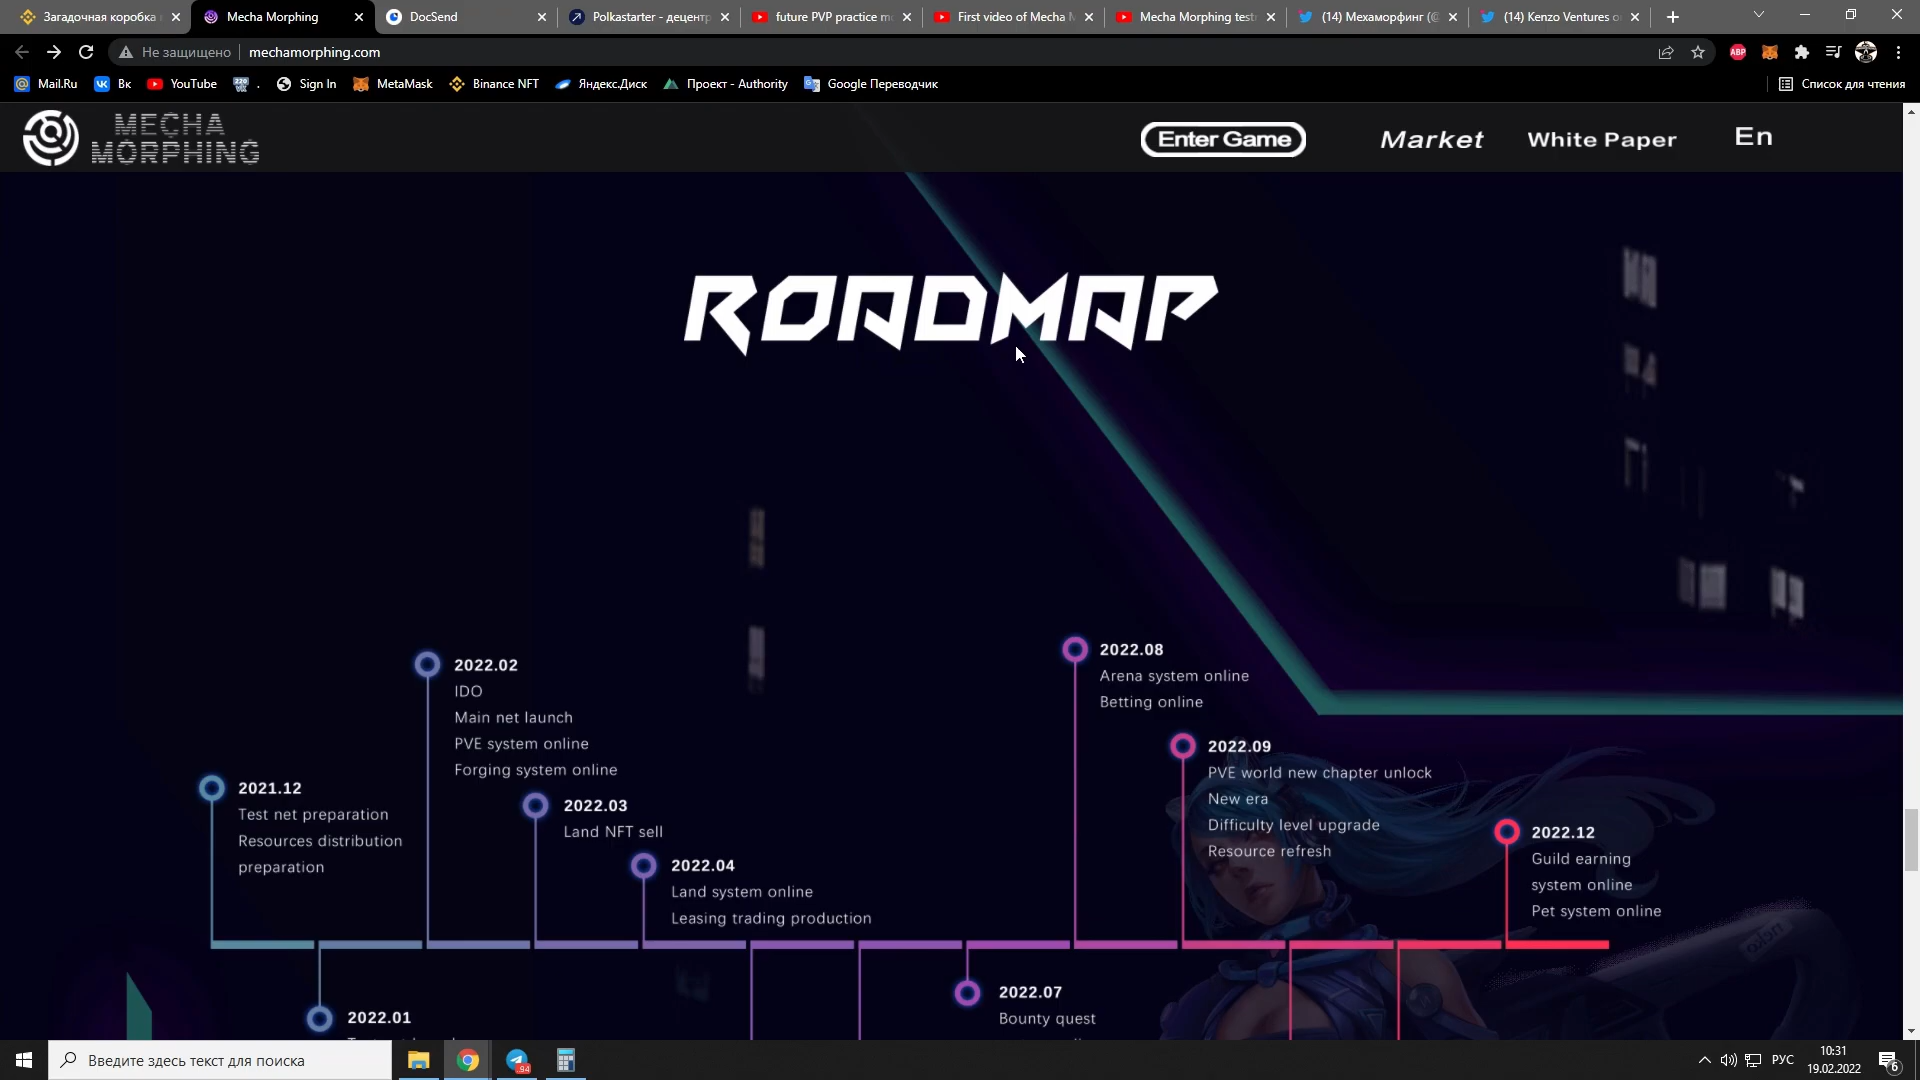 Загадочная коробка
Mecha Morphing
DocSend
Polkastarter - децентр
future PVP practice m
First video of Mecha M
Mecha Morphing test
(14) Мехаморфинг (@
(14) Kenzo Ventures o
Не защищено
mechamorphing.com
ABP
Mail.Ru
Вк
YouTube
.
Sign In
MetaMask
Binance NFT
Яндекс.Диск
Проект - Authority
Google Переводчик
Список для чтения
MECHA
MORPHING
Enter Game
Market
White Paper
En
ROADMAP
2022.02
IDO
Main net launch
PVE system online
Forging system online
2022.08
Arena system online
Betting online
2021.12
Test net preparation
Resources distribution
preparation
2022.03
Land NFT sell
2022.04
Land system online
Leasing trading production
2022.09
PVE world new chapter unlock
New era
Difficulty level upgrade
Resource refresh
2022.12
Guild earning
system online
Pet system online
2022.01
2022.07
Bounty quest
Введите здесь текст для поиска
94
РУС
10:31
19.02.2022
6